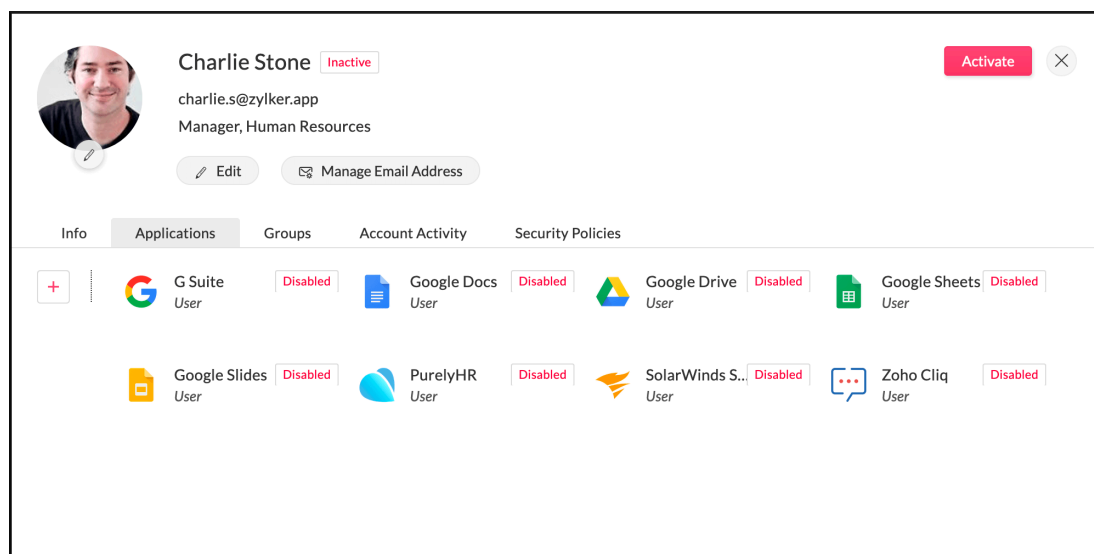 Charlie Stone Inactive
Activate
charlie.s@zylker.app
Manager, Human Resources
Edit Manage Email Address
Info Applications Groups Account Activity Security Policies
G Suite Disabled Google Docs Disabled Google Drive Disabled Google Sheets Disabled
User User User User
Google Slides Disabled PurelyHR Disabled SolarWinds S... Disabled Zoho Cliq Disabled
User User User User